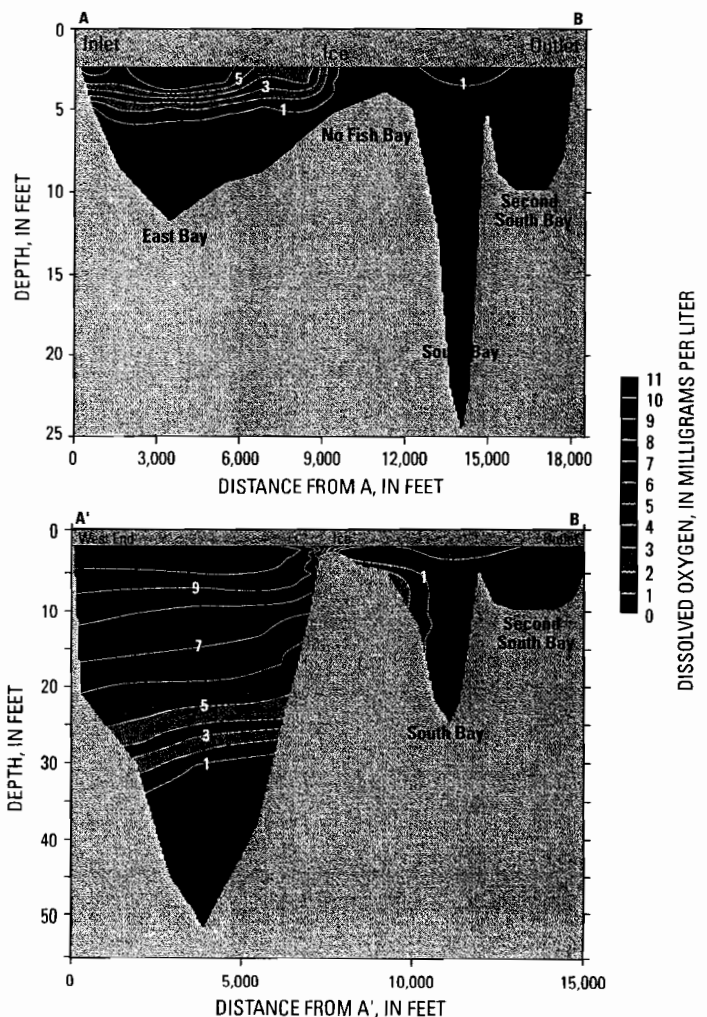 A B
0 Inlet Ice Outlet
5 3 1 1
5
No Fish Bay
10
East Bay
Second
South Bay
15
20 South Bay
25
DEPTH, IN FEET
0 3,000 6,000 9,000 12,000 15,000 18,000
DISTANCE FROM A, IN FEET
A' B
0 West End Ice Outlet
9 1
10
Second
South Bay
7
20
5
South Bay
3
30 1
40
50
DEPTH, IN FEET
0 5,000 10,000 15,000
DISTANCE FROM A', IN FEET
11
10
9
8
7
6
5
4
3
2
1
0
DISSOLVED OXYGEN, IN MILLIGRAMS PER LITER